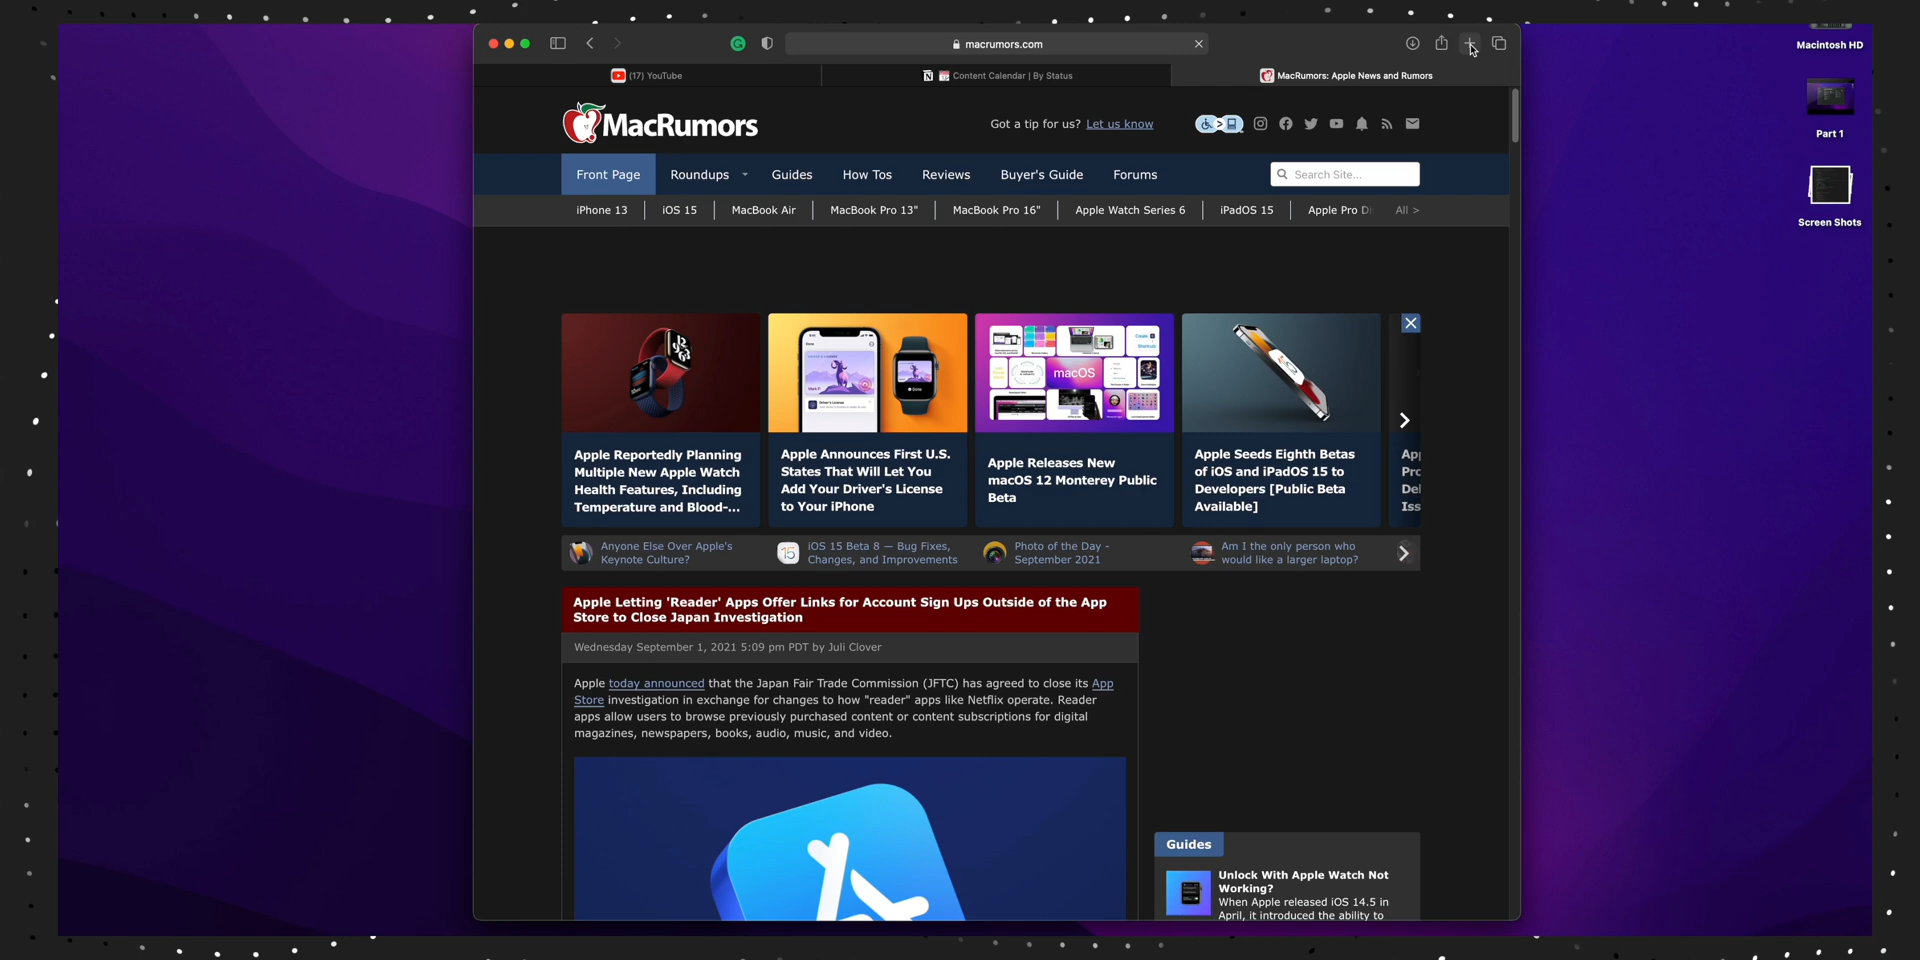 macrumors.com
Macintosh HD
(17) YouTube
Content Calendar | By Status
MacRumors: Apple News and Rumors
Part 1
MacRumors
Got a tip for us? Let us know
Front Page Roundups Guides How Tos Reviews Buyer's Guide Forums Search Site...
Screen Shots
iPhone 13 iOS 15 MacBook Air MacBook Pro 13" MacBook Pro 16" Apple Watch Series 6 iPadOS 15 Apple Pro All >
macOS
Apple Reportedly Planning
Multiple New Apple Watch
Health Features, Including
Temperature and Blood-...
Apple Announces First U.S.
States That Will Let You
Add Your Driver's License
to Your iPhone
Apple Releases New
macOS 12 Monterey Public
Beta
Apple Seeds Eighth Betas
of iOS and iPadOS 15 to
Developers [Public Beta
Available]
Anyone Else Over Apple's
Keynote Culture?
15
iOS 15 Beta 8 — Bug Fixes,
Changes, and Improvements
Photo of the Day -
September 2021
Am I the only person who
would like a larger laptop?
Apple Letting 'Reader' Apps Offer Links for Account Sign Ups Outside of the App
Store to Close Japan Investigation
Wednesday September 1, 2021 5:09 pm PDT by Juli Clover
Apple today announced that the Japan Fair Trade Commission (JFTC) has agreed to close its App
Store investigation in exchange for changes to how "reader" apps like Netflix operate. Reader
apps allow users to browse previously purchased content or content subscriptions for digital
magazines, newspapers, books, audio, music, and video.
Guides
Unlock With Apple Watch Not
Working?
When Apple released iOS 14.5 in
April, it introduced the ability to